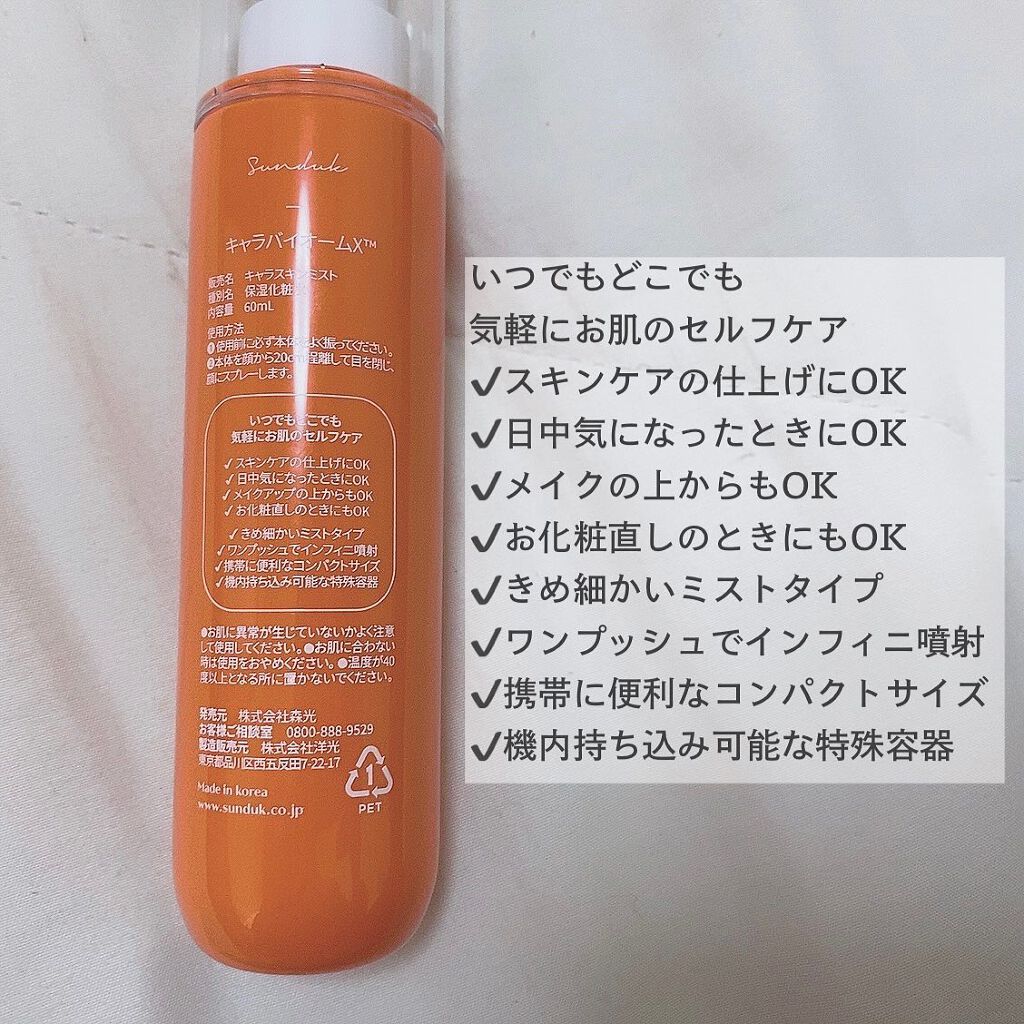 Sunduk
キャラバイオームX™
販売名 キャラスキンミスト
種別名 保湿化粧
内容量 60mL
使用方法
❶使用前に必ず本体をよく振ってください。
❷本体を顔から20cm程離して目を閉じ、
顔にスプレーします。
いつでもどこでも
気軽にお肌のセルフケア
✓スキンケアの仕上げにOK
✓日中気になったときにOK
✓メイクアップの上からもOK
✓お化粧直しのときにもOK
✓きめ細かいミストタイプ
✓ワンプッシュでインフィニ噴射
✓携帯に便利なコンパクトサイズ
✓機内持ち込み可能な特殊容器
●お肌に異常が生じていないかよく注意
して使用してください。●お肌に合わない
時は使用をおやめください。●温度が40
度以上となる所に置かないでください。
発売元 株式会社森光
お客様ご相談室 0800-888-9529
製造販売元 株式会社洋光
東京都品川区西五反田7-22-17
Made in korea
www.sunduk.co.jp
1
PET
いつでもどこでも
気軽にお肌のセルフケア
✓スキンケアの仕上げにOK
✓日中気になったときにOK
✓メイクの上からもOK
✓お化粧直しのときにもOK
✓きめ細かいミストタイプ
✓ワンプッシュでインフィニ噴射
✓携帯に便利なコンパクトサイズ
✓機内持ち込み可能な特殊容器